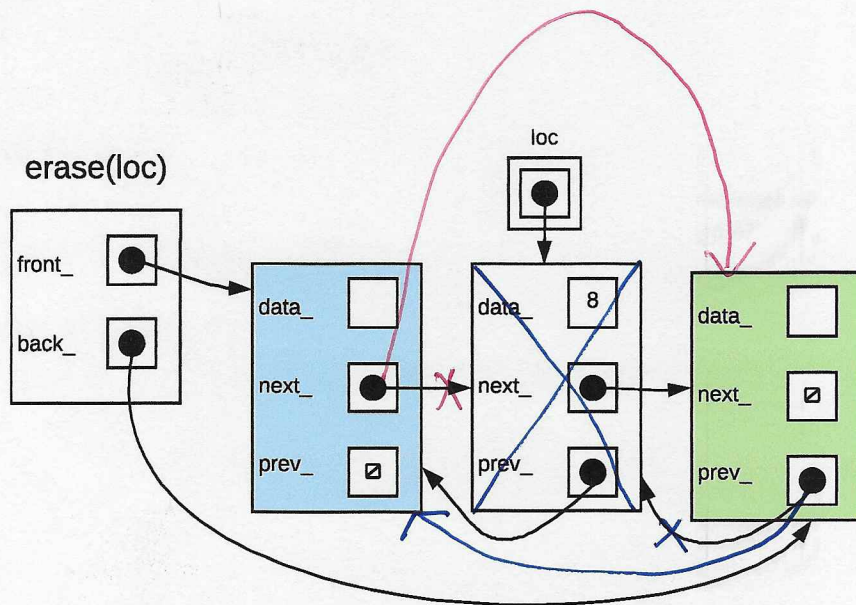 erase(loc)
front_
back_
data_
next_
prev_
loc
data_
8
next_
prev_
data_
next_
prev_